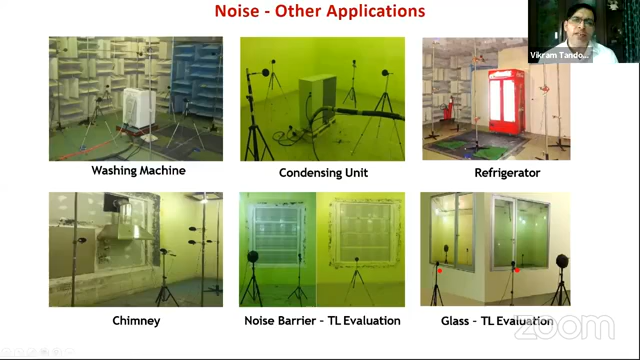 Noise - Other Applications
Vikram Tando...
Washing Machine
Condensing Unit
Refrigerator
Chimney
Noise Barrier – TL Evaluation
Glass – TL Evaluation
zoom